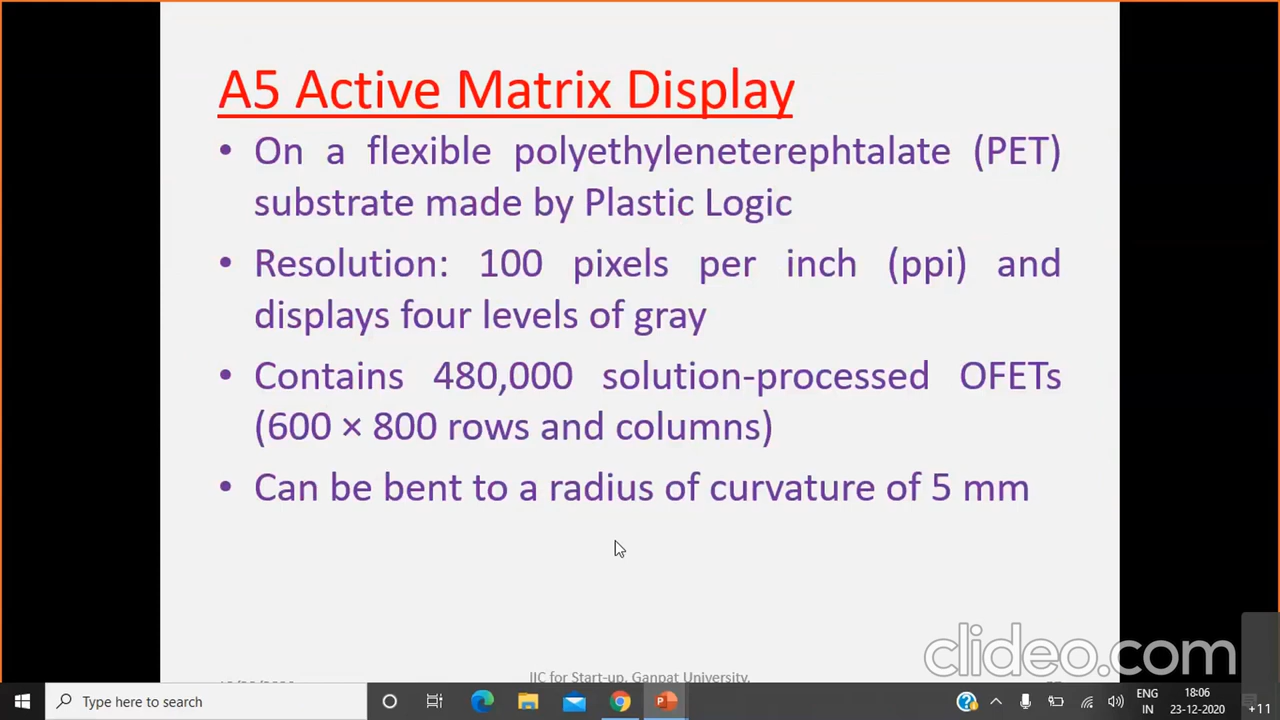 A5 Active Matrix Display
• On a flexible polyethyleneterephtalate (PET)
substrate made by Plastic Logic
• Resolution: 100 pixels per inch (ppi) and
displays four levels of gray
• Contains 480,000 solution-processed OFETs
(600 × 800 rows and columns)
• Can be bent to a radius of curvature of 5 mm
clideo.com
IIC for Start-up, Ganpat University,
Type here to search
ENG
IN
18:06
23-12-2020
+11